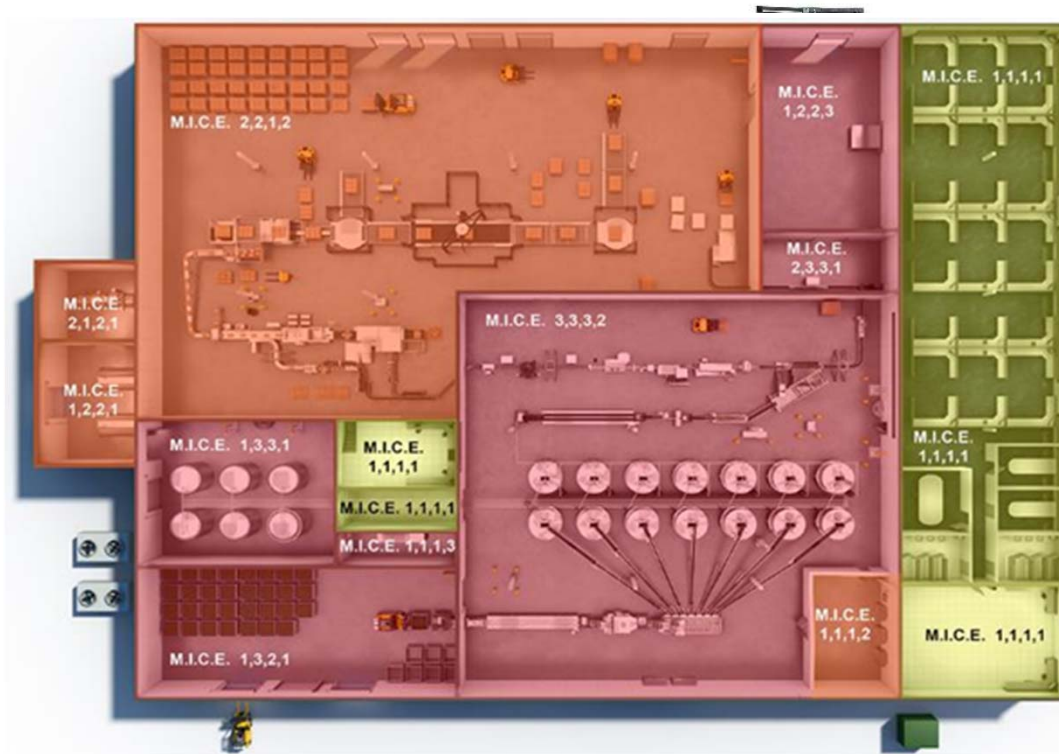 M.I.C.E. 1,1,1,1
M.I.C.E.
1,2,2,3
M.I.C.E. 2,2,1,2
M.I.C.E.
2,3,3,1
M.I.C.E.
2,1,2,1
M.I.C.E. 3,3,3,2
M.I.C.E.
1,2,2,1
M.I.C.E. 1,3,3,1
M.I.C.E.
1,1,1,1
M.I.C.E.
1,1,1,1
M.I.C.E. 1,1,1,1
M.I.C.E. 1,1,1,3
M.I.C.E.
1,1,1,2
M.I.C.E. 1,1,1,1
M.I.C.E. 1,3,2,1